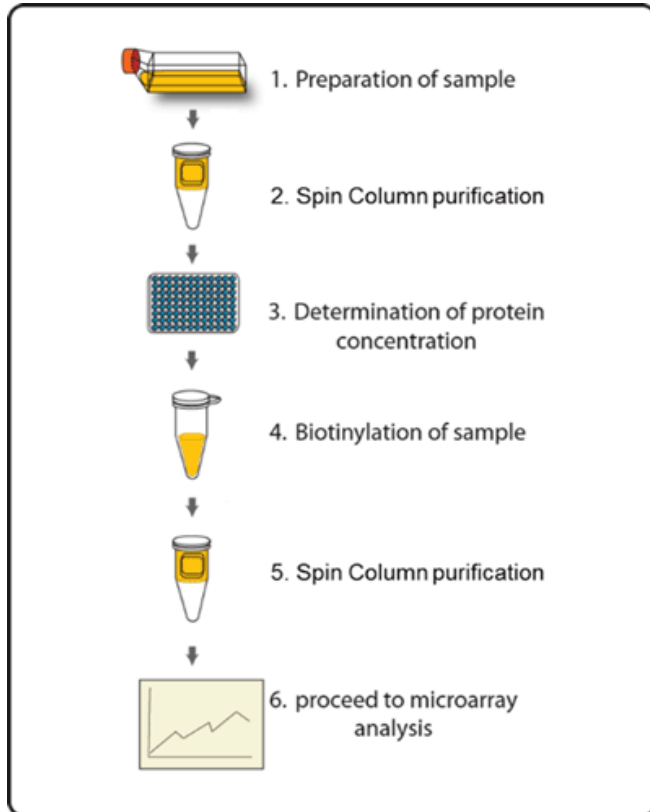 1. Preparation of sample
2. Spin Column purification
3. Determination of protein
concentration
4. Biotinylation of sample
5. Spin Column purification
6. proceed to microarray
analysis